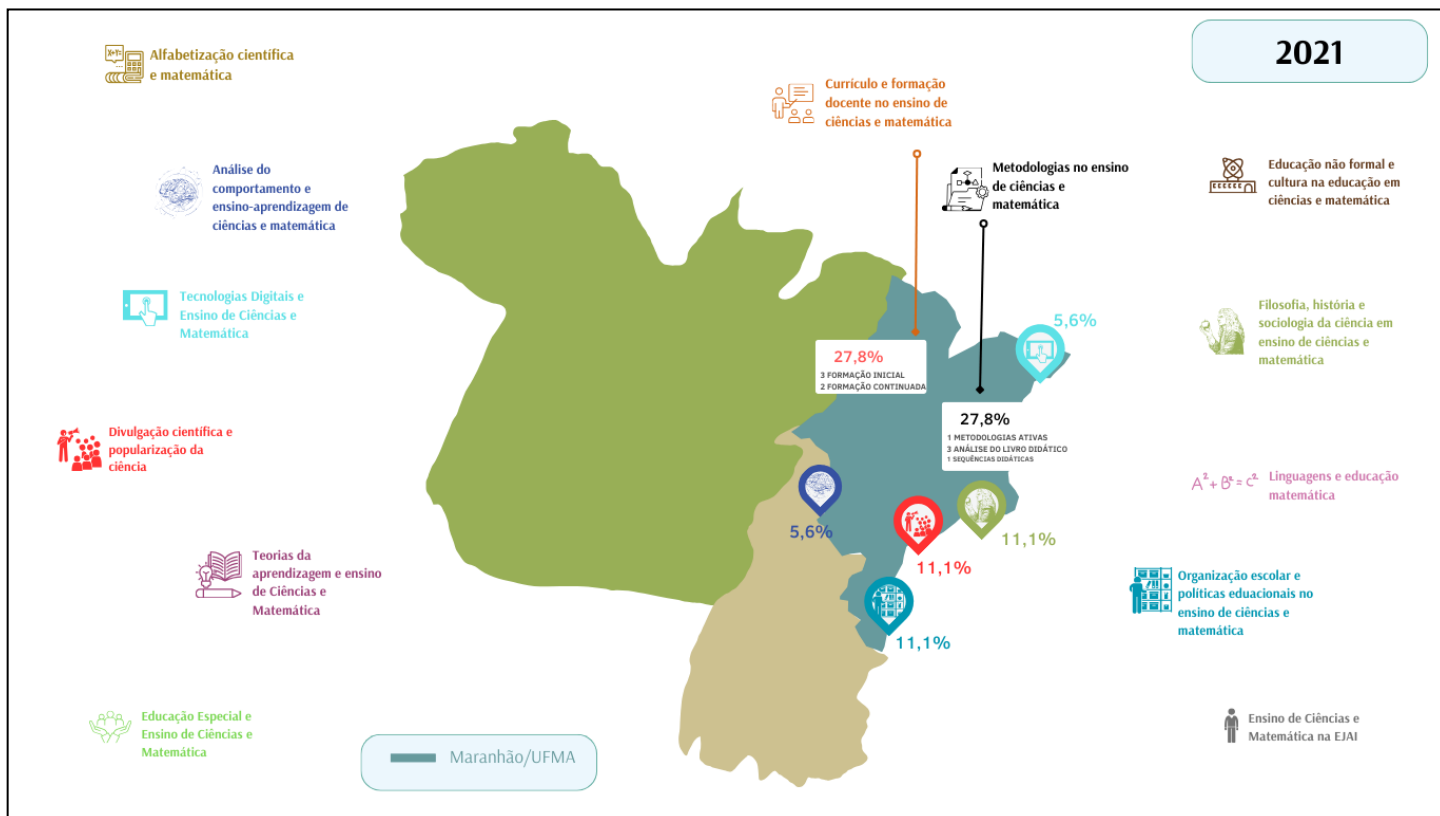 2021
Alfabetização científica
e matemática
Currículo e formação
docente no ensino de
ciências e matemática
Análise do
comportamento e
ensino-aprendizagem de
ciências e matemática
Metodologias no ensino
de ciências e
matemática
Educação não formal e
cultura na educação em
ciências e matemática
Tecnologias Digitais e
Ensino de Ciências e
Matemática
5,6%
Filosofia, história e
sociologia da ciência em
ensino de ciências e
matemática
27,8%
3 FORMAÇÃO INICIAL
2 FORMAÇÃO CONTINUADA
27,8%
1 METODOLOGIAS ATIVAS
3 ANÁLISE DO LIVRO DIDÁTICO
1 SEQUÊNCIAS DIDÁTICAS
Divulgação científica e
popularização da
ciência
A² + B² = C²
Linguagens e educação
matemática
5,6%
11,1%
11,1%
11,1%
Teorias da
aprendizagem e ensino
de Ciências e
Matemática
Organização escolar e
políticas eduacionais no
ensino de ciências e
matemática
Educação Especial e
Ensino de Ciências e
Matemática
Maranhão/UFMA
Ensino de Ciências e
Matemática na EJAI